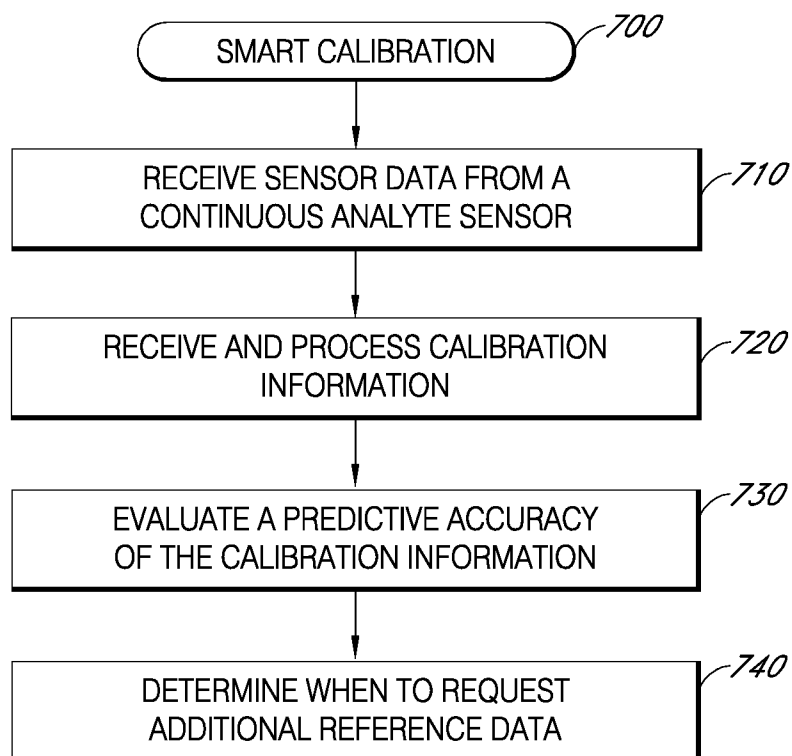 SMART CALIBRATION
700
RECEIVE SENSOR DATA FROM A
CONTINUOUS ANALYTE SENSOR
710
RECEIVE AND PROCESS CALIBRATION
INFORMATION
720
EVALUATE A PREDICTIVE ACCURACY
OF THE CALIBRATION INFORMATION
730
DETERMINE WHEN TO REQUEST
ADDITIONAL REFERENCE DATA
740